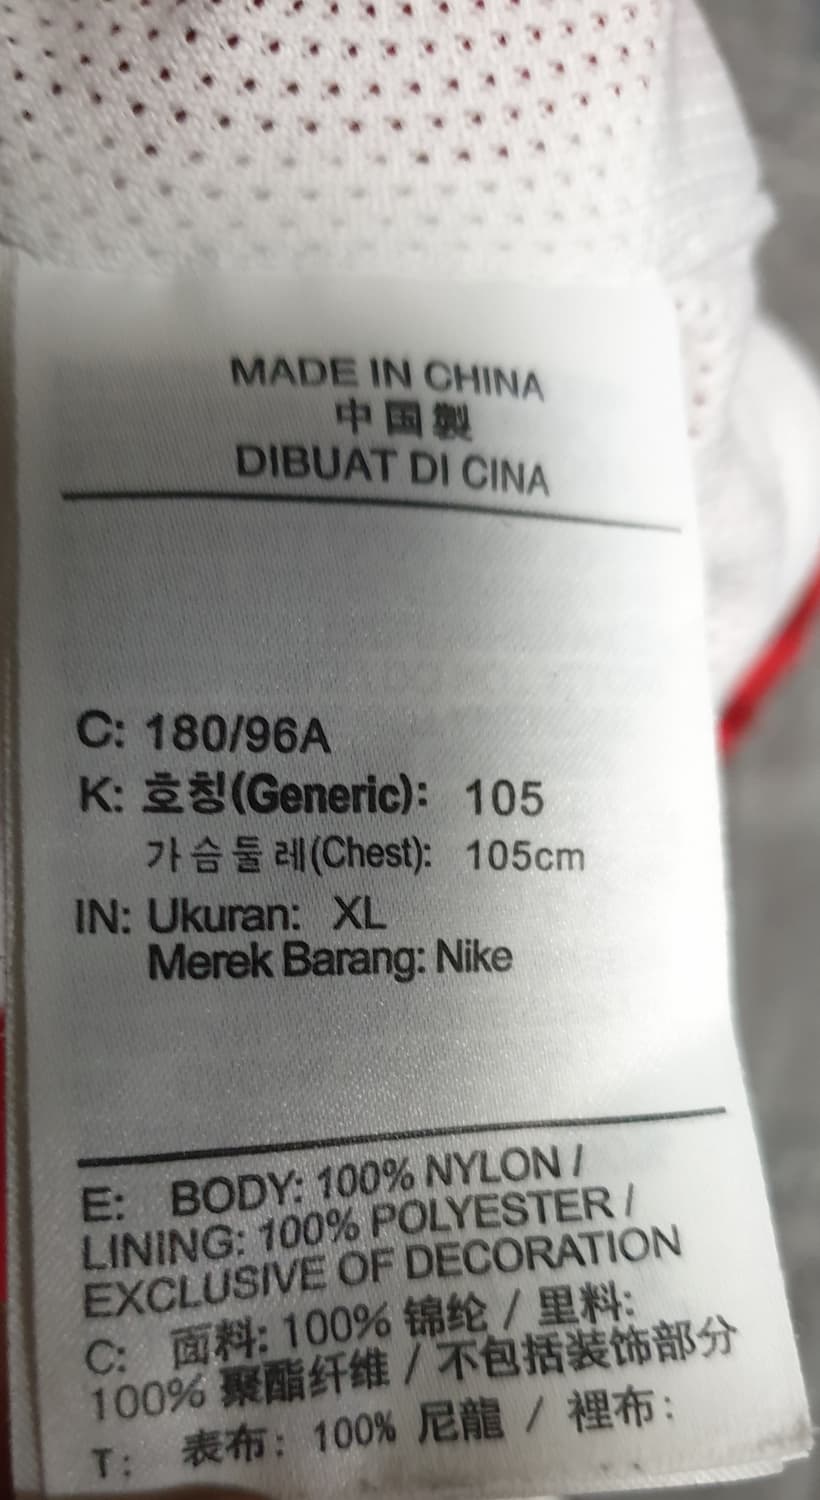 MADE IN CHINA
中国製
DIBUAT DI CINA
C: 180/96A
K: 호칭(Generic): 105
가슴둘레(Chest): 105cm
IN: Ukuran: XL
Merek Barang: Nike
E: BODY: 100% NYLON /
LINING: 100% POLYESTER /
EXCLUSIVE OF DECORATION
C: 面料: 100% 锦纶 / 里料:
100% 聚酯纤维 / 不包括装饰部分
T: 表布: 100% 尼龍 / 裡布: